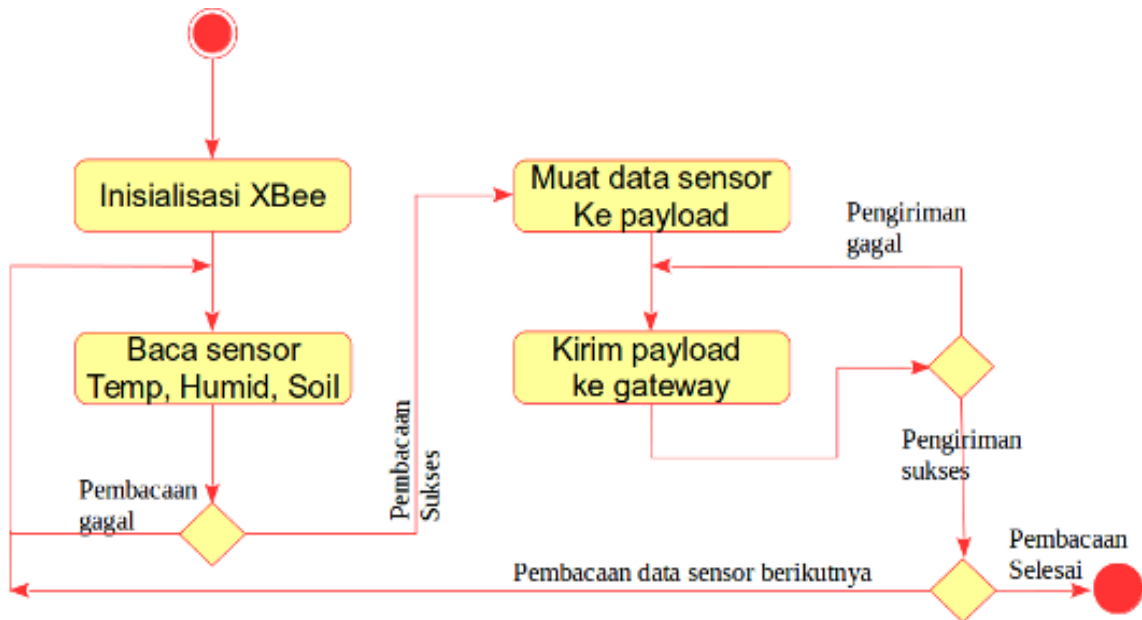 Inisialisasi XBee
Baca sensor
Temp, Humid, Soil
Pembacaan
gagal
Pembacaan
Sukses
Muat data sensor
Ke payload
Pengiriman
gagal
Kirim payload
ke gateway
Pengiriman
sukses
Pembacaan data sensor berikutnya
Pembacaan
Selesai